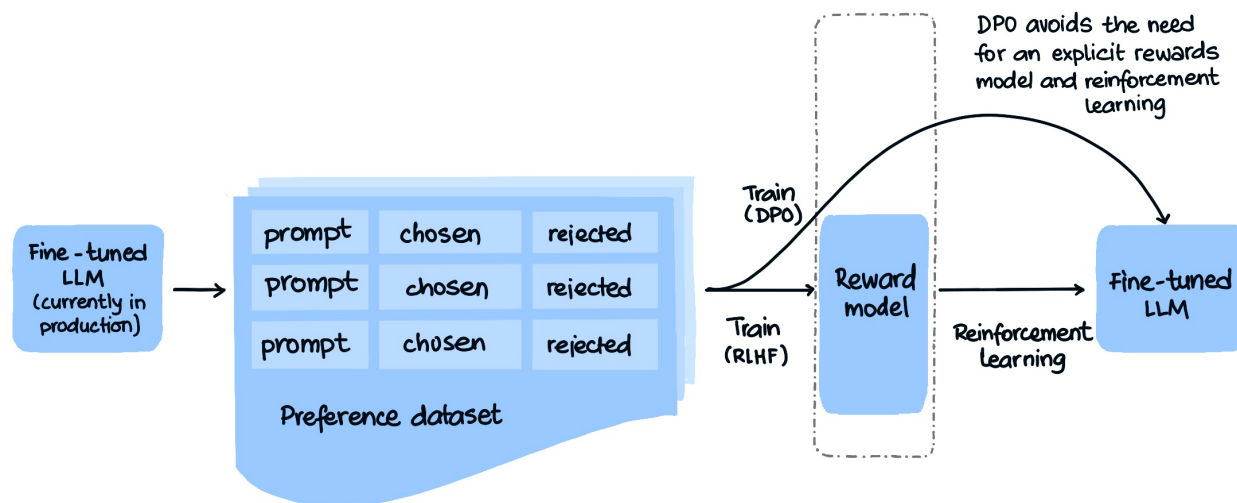 DPO avoids the need
for an explicit rewards
model and reinforcement
learning
Train
(DPO)
prompt chosen rejected
prompt chosen rejected
prompt chosen rejected
Preference dataset
Fine-tuned
LLM
(currently in
production)
Reward
model
Train
(RLHF)
Reinforcement
learning
Fine-tuned
LLM